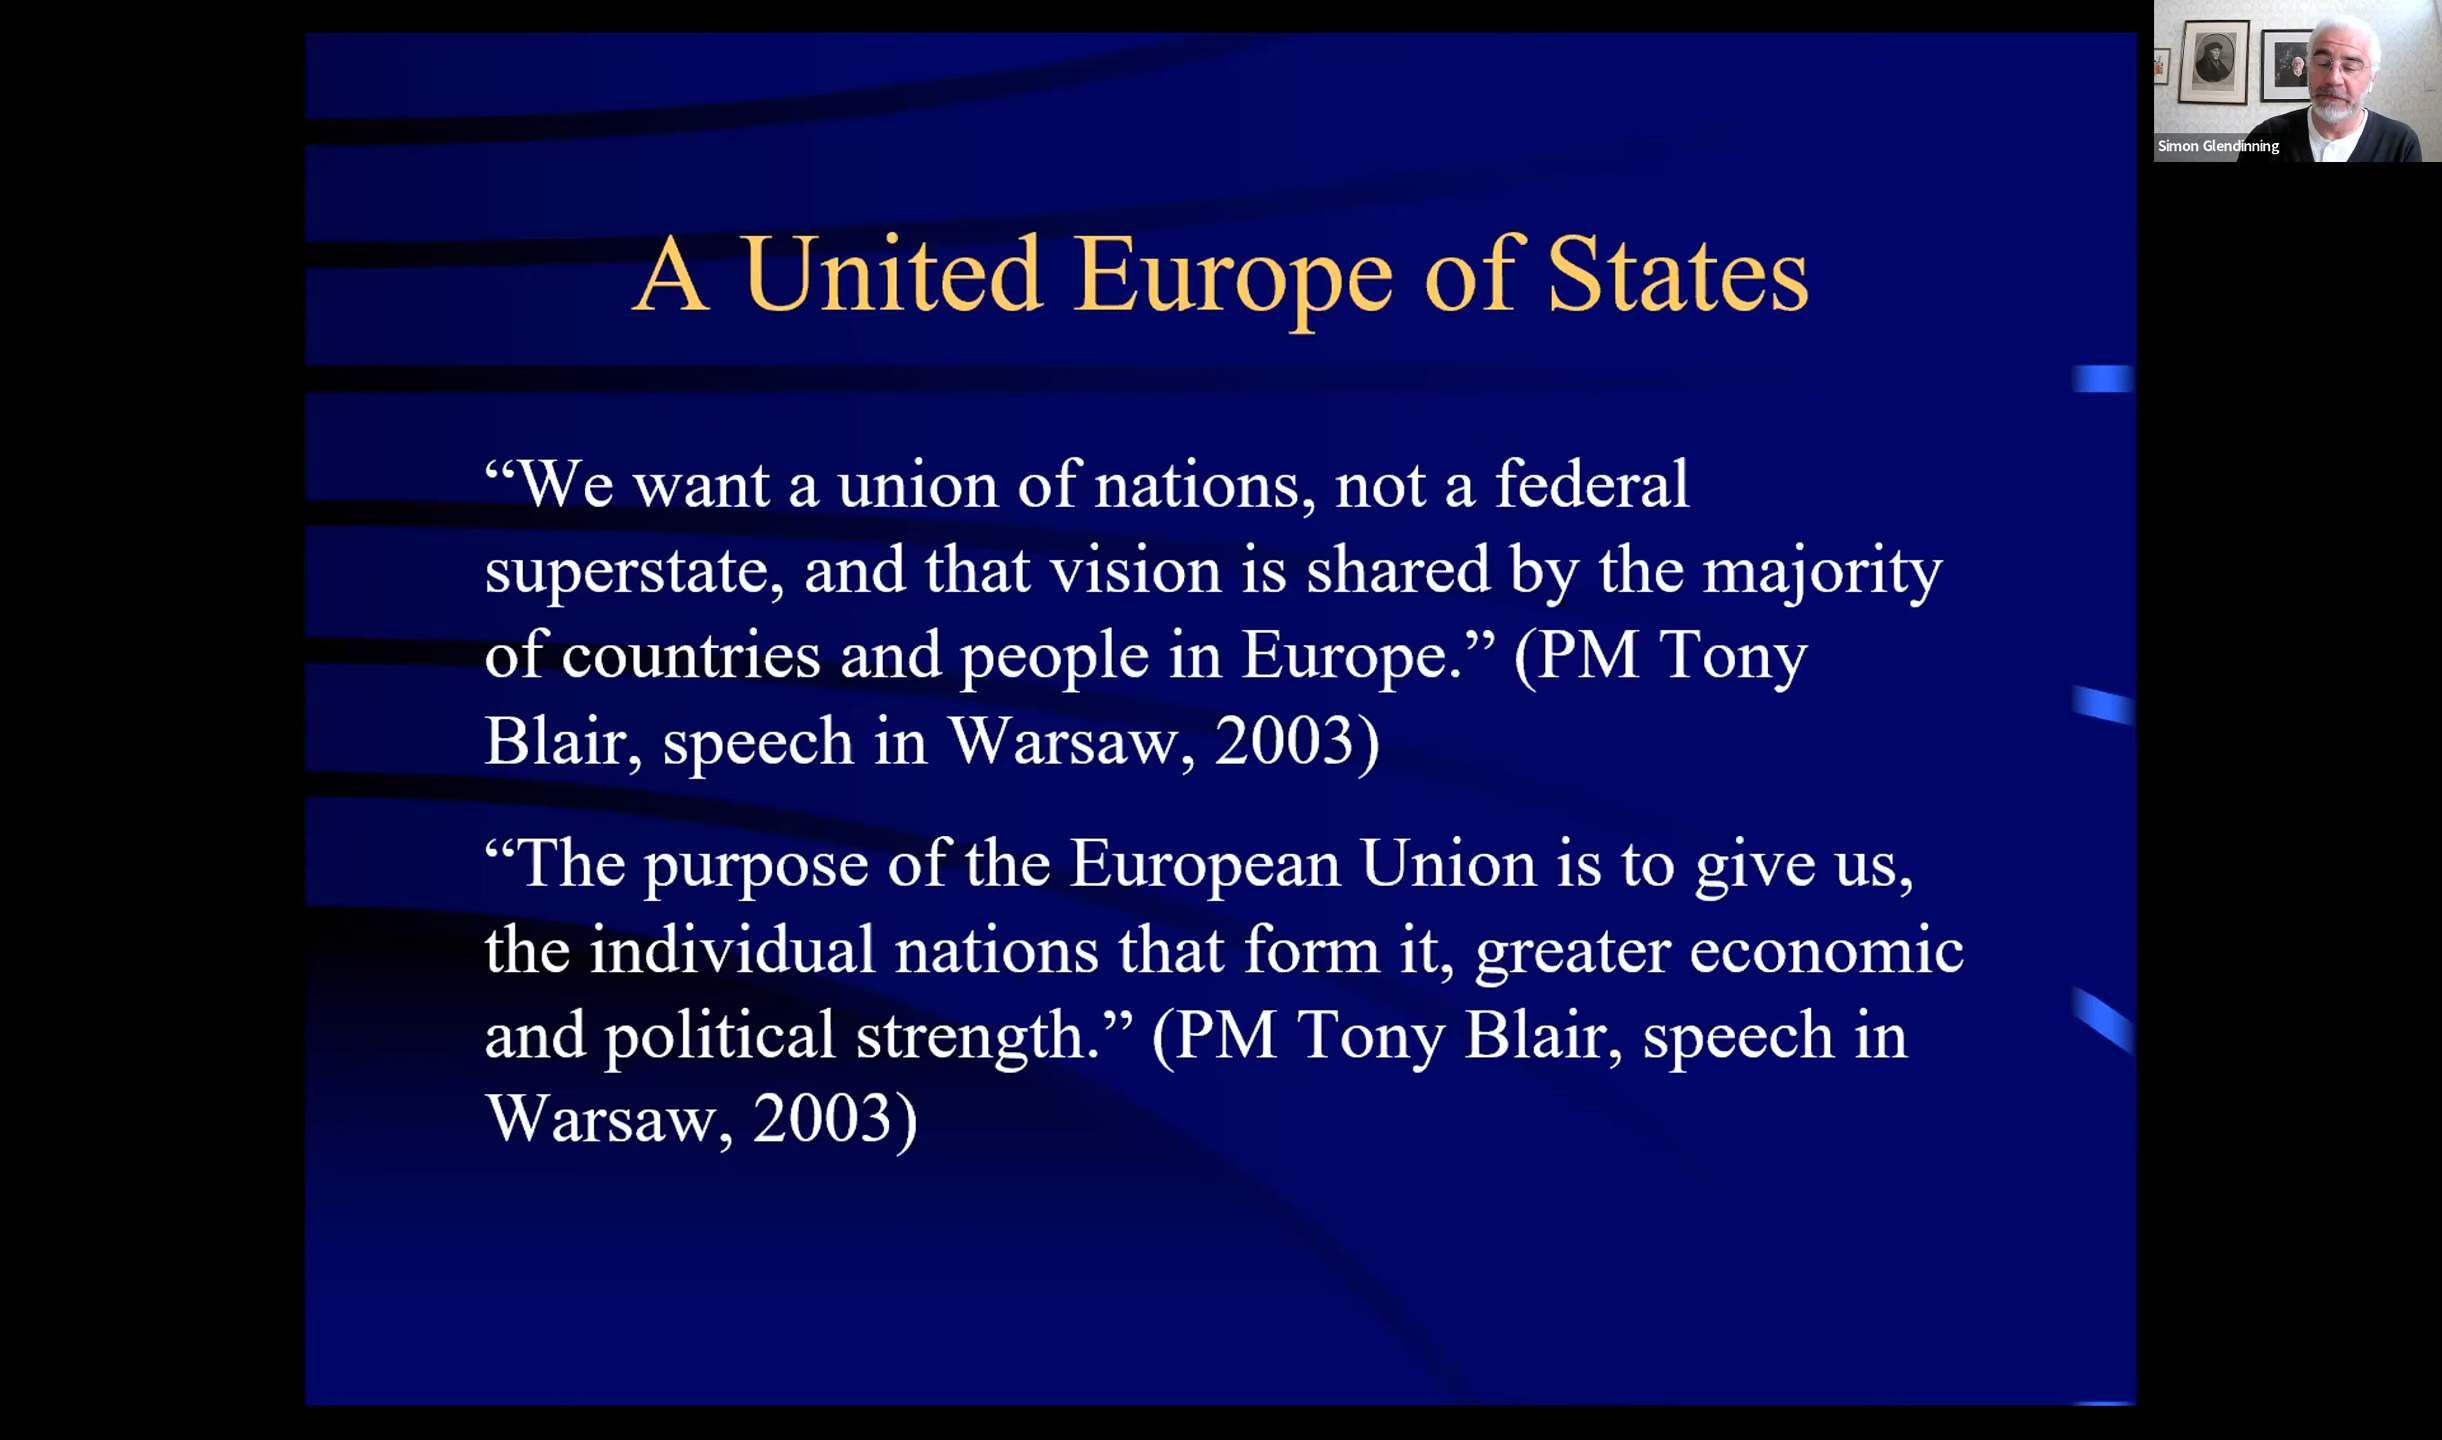 Simon Glendinning
A United Europe of States
“We want a union of nations, not a federal
superstate, and that vision is shared by the majority
of countries and people in Europe.” (PM Tony
Blair, speech in Warsaw, 2003)
“The purpose of the European Union is to give us,
the individual nations that form it, greater economic
and political strength.” (PM Tony Blair, speech in
Warsaw, 2003)